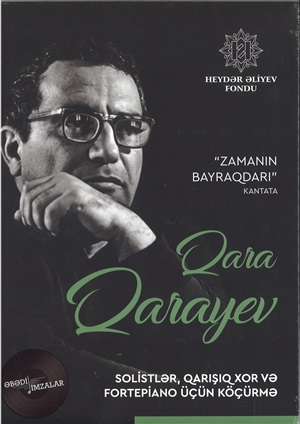 HEYDƏR ƏLİYEV
FONDU
"ZAMANIN
BAYRAQDARI"
KANTATA
Qara
Qarayev
ƏBƏDİ
İMZALAR
SOLİSTLƏR, QARIŞIQ XOR VƏ
FORTEPİANO ÜÇÜN KÖÇÜRMƏ